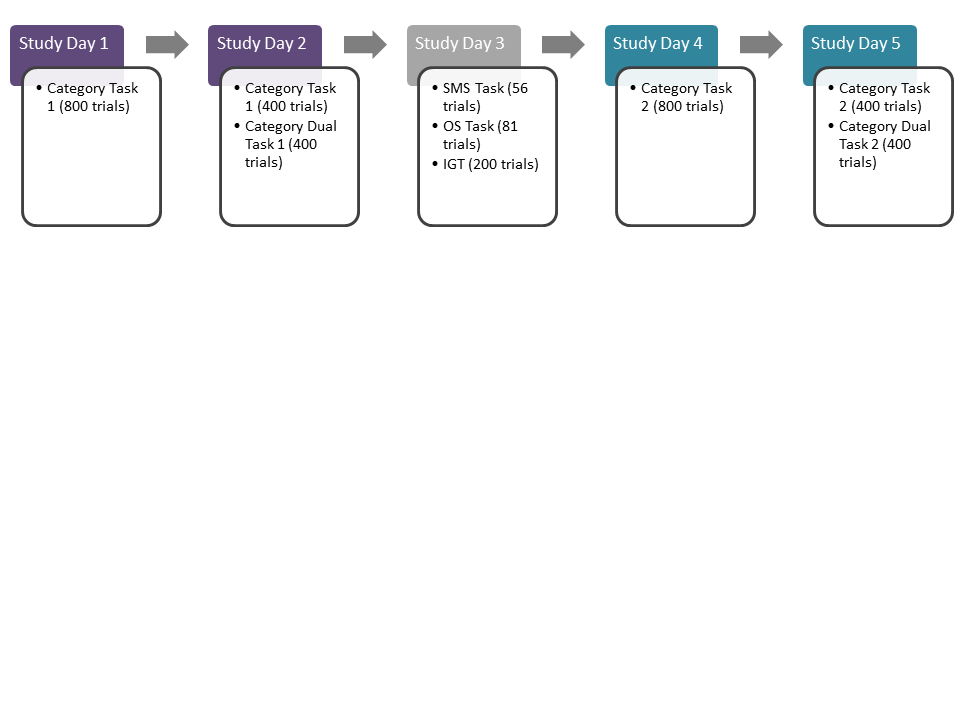 Study Day 1
• Category Task
1 (800 trials)
Study Day 2
• Category Task
1 (400 trials)
• Category Dual
Task 1 (400
trials)
Study Day 3
• SMS Task (56
trials)
• OS Task (81
trials)
• IGT (200 trials)
Study Day 4
• Category Task
2 (800 trials)
Study Day 5
• Category Task
2 (400 trials)
• Category Dual
Task 2 (400
trials)